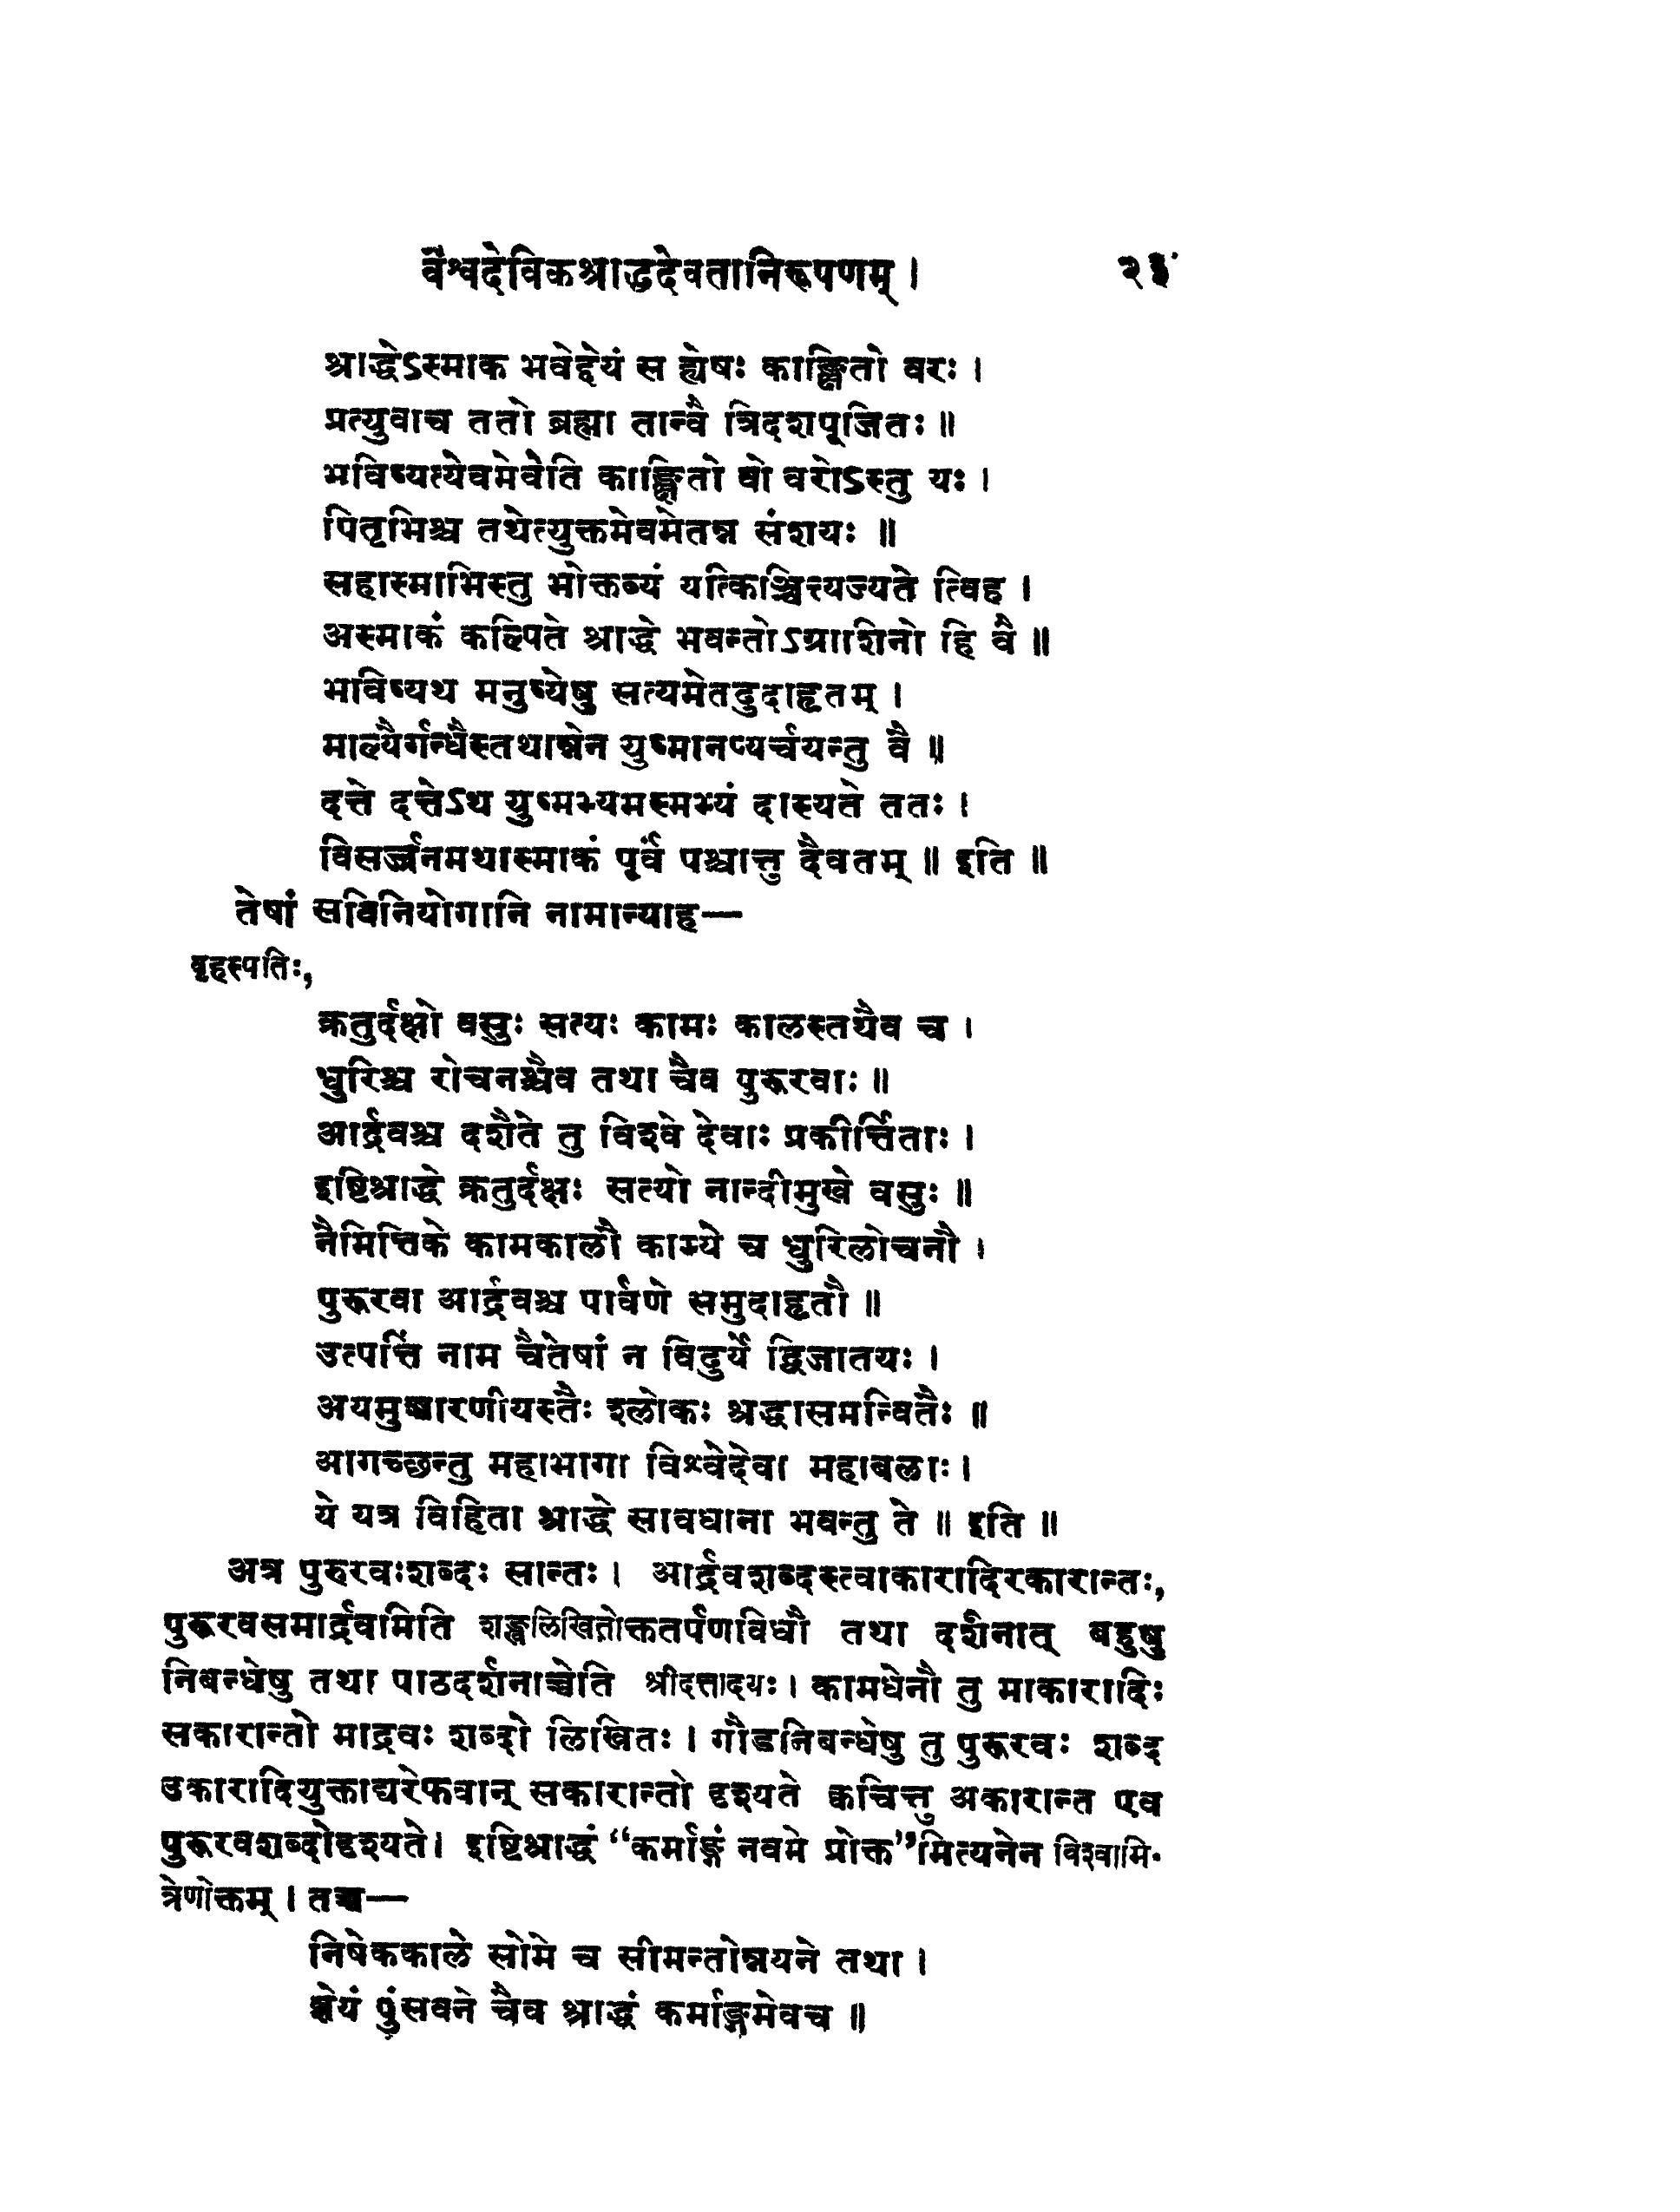 वैश्वदेविकश्राद्धदेवतानिरूपणम् । २३
श्राद्धेऽस्माक भवेद्देयं स ह्येषः काङ्क्षितो वरः ।
प्रत्युवाच ततो ब्रह्मा तान्वै त्रिदशपूजितः ॥
भविष्यत्येवमेवेति काङ्क्षितो वो वरोऽस्तु यः ।
पितृभिश्च तथेत्युक्तमेवमेतन्न संशयः ॥
सहास्माभिस्तु भोक्तव्यं यत्किञ्चित्त्यज्यते त्विह ।
अस्माकं कल्पिते श्राद्धे भवन्तोऽग्राशिनो हि वै ॥
भविष्यथ मनुष्येषु सत्यमेतदुदाहृतम् ।
माल्यैर्गन्धैस्तथान्नेन युष्मानप्यर्चयन्तु वै ॥
दत्ते दत्तेऽथ युष्मभ्यमस्मभ्यं दास्यते ततः ।
विसर्ज्जनमथास्माकं पूर्वं पश्चात्तु दैवतम् ॥ इति ॥
तेषां सविनियोगानि नामान्याह—
वृहस्पतिः,
क्रतुर्दक्षो वसुः सत्यः कामः कालस्तथैव च ।
धुरिश्च रोचनश्चैव तथा चैव पुरूरवाः ॥
आर्द्रवश्च दशैते तु विश्वे देवाः प्रकीर्त्तिताः ।
इष्टिश्राद्धे क्रतुर्दक्षः सत्यो नान्दीमुखे वसुः ॥
नैमित्तिके कामकालौ काम्ये च धुरिलोचनौ ।
पुरूरवा आर्द्रवश्च पार्वणे समुदाहृतौ ॥
उत्पत्तिं नाम चैतेषां न विदुर्ये द्विजातयः ।
अयमुच्चारणीयस्तैः श्लोकः श्रद्धासमन्वितैः ॥
आगच्छन्तु महाभागा विश्वेदेवा महाबलाः ।
ये यत्र विहिता श्राद्धे सावधाना भवन्तु ते ॥ इति ॥
अत्र पुरुरवःशब्दः सान्तः । आर्द्रवशब्दस्त्वाकारादिरकारान्तः,
पुरूरवसमार्द्रवमिति शङ्खलिखितोक्ततर्पणविधौ तथा दर्शनात् बहुषु
निबन्धेषु तथा पाठदर्शनाच्चेति श्रीदत्तादयः । कामधेनौ तु माकारादिः
सकारान्तो माद्रवः शब्दो लिखितः । गौडनिबन्धेषु तु पुरूरवः शब्द
उकारादियुक्ताद्यरेफवान् सकारान्तो दृश्यते क्वचित्तु अकारान्त एव
पुरूरवशब्दोदृश्यते। इष्टिश्राद्धं “कर्माङ्गं नवमे प्रोक्त”मित्यनेन विश्वामि-
त्रेणोक्तम् । तच्च—
निषेककाले सोमे च सीमन्तोन्नयने तथा ।
ज्ञेयं पुंसवने चैव श्राद्धं कर्माङ्गमेवच ॥